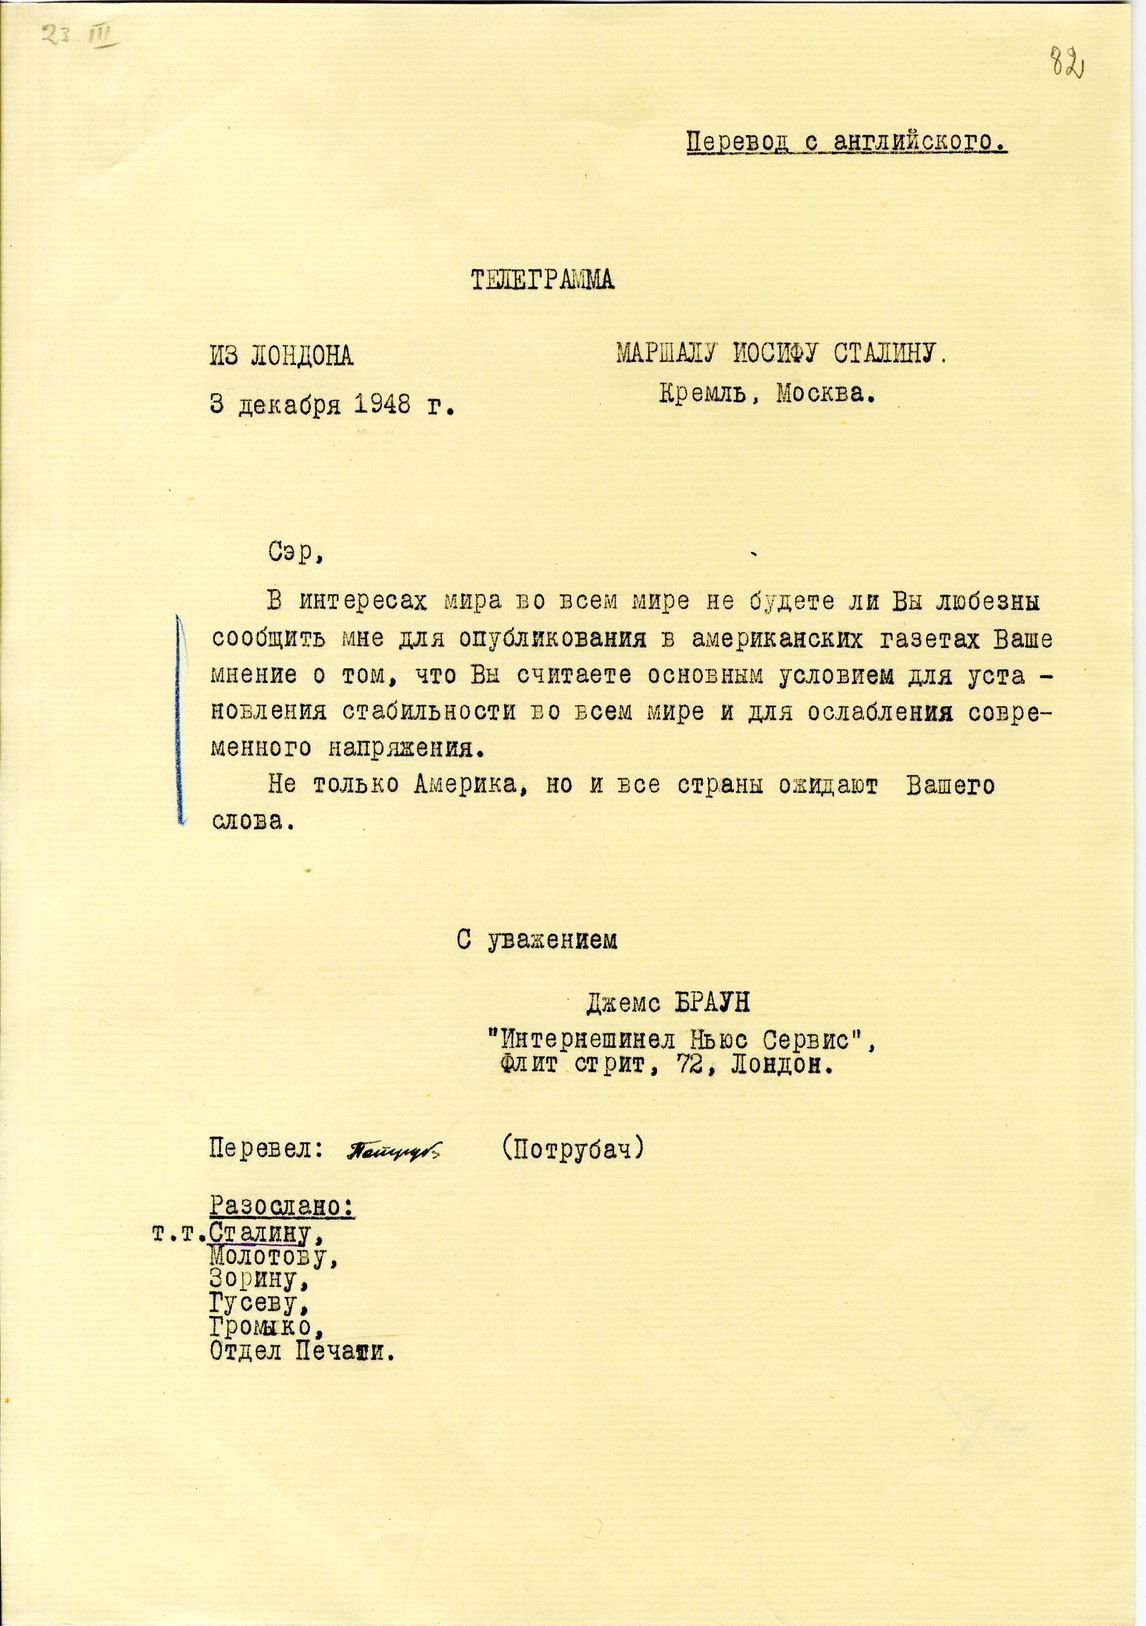 23 III
82
Перевод с английского.
ТЕЛЕГРАММА
ИЗ ЛОНДОНА
3 декабря 1948 г.
МАРШАЛУ ИОСИФУ СТАЛИНУ.
Кремль, Москва.
Сэр,
В интересах мира во всем мире не будете ли Вы любезны
сообщить мне для опубликования в американских газетах Ваше
мнение о том, что Вы считаете основным условием для уста -
новления стабильности во всем мире и для ослабления совре-
менного напряжения.
Не только Америка, но и все страны ожидают Вашего
слова.
С уважением
Джемс БРАУН
"Интернешинел Ньюс Сервис",
Флит стрит, 72, Лондон.
Перевел: (Потрубач)
Разослано:
т.т.Сталину,
Молотову,
Зорину,
Гусеву,
Громыко,
Отдел Печати.